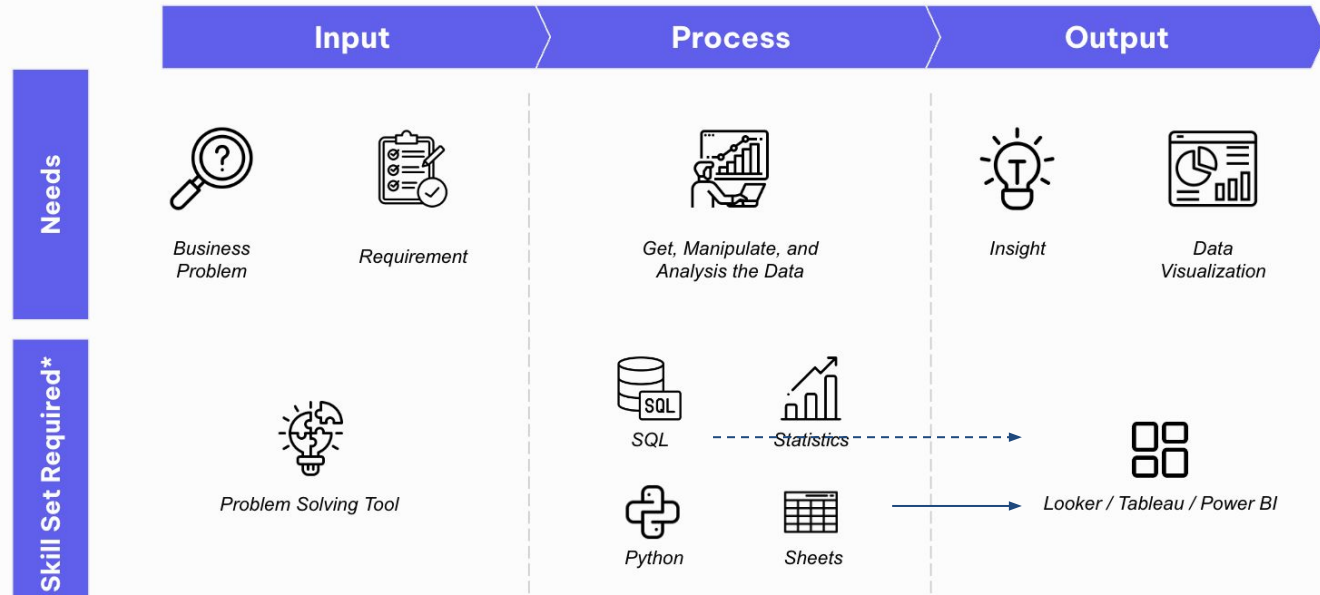 Input
Process
Output
Needs
?
T
Business
Problem
Requirement
Get, Manipulate, and
Analysis the Data
Insight
Data
Visualization
Skill Set Required*
SQL
SQL
Statistics
Problem Solving Tool
Looker / Tableau / Power BI
Python
Sheets